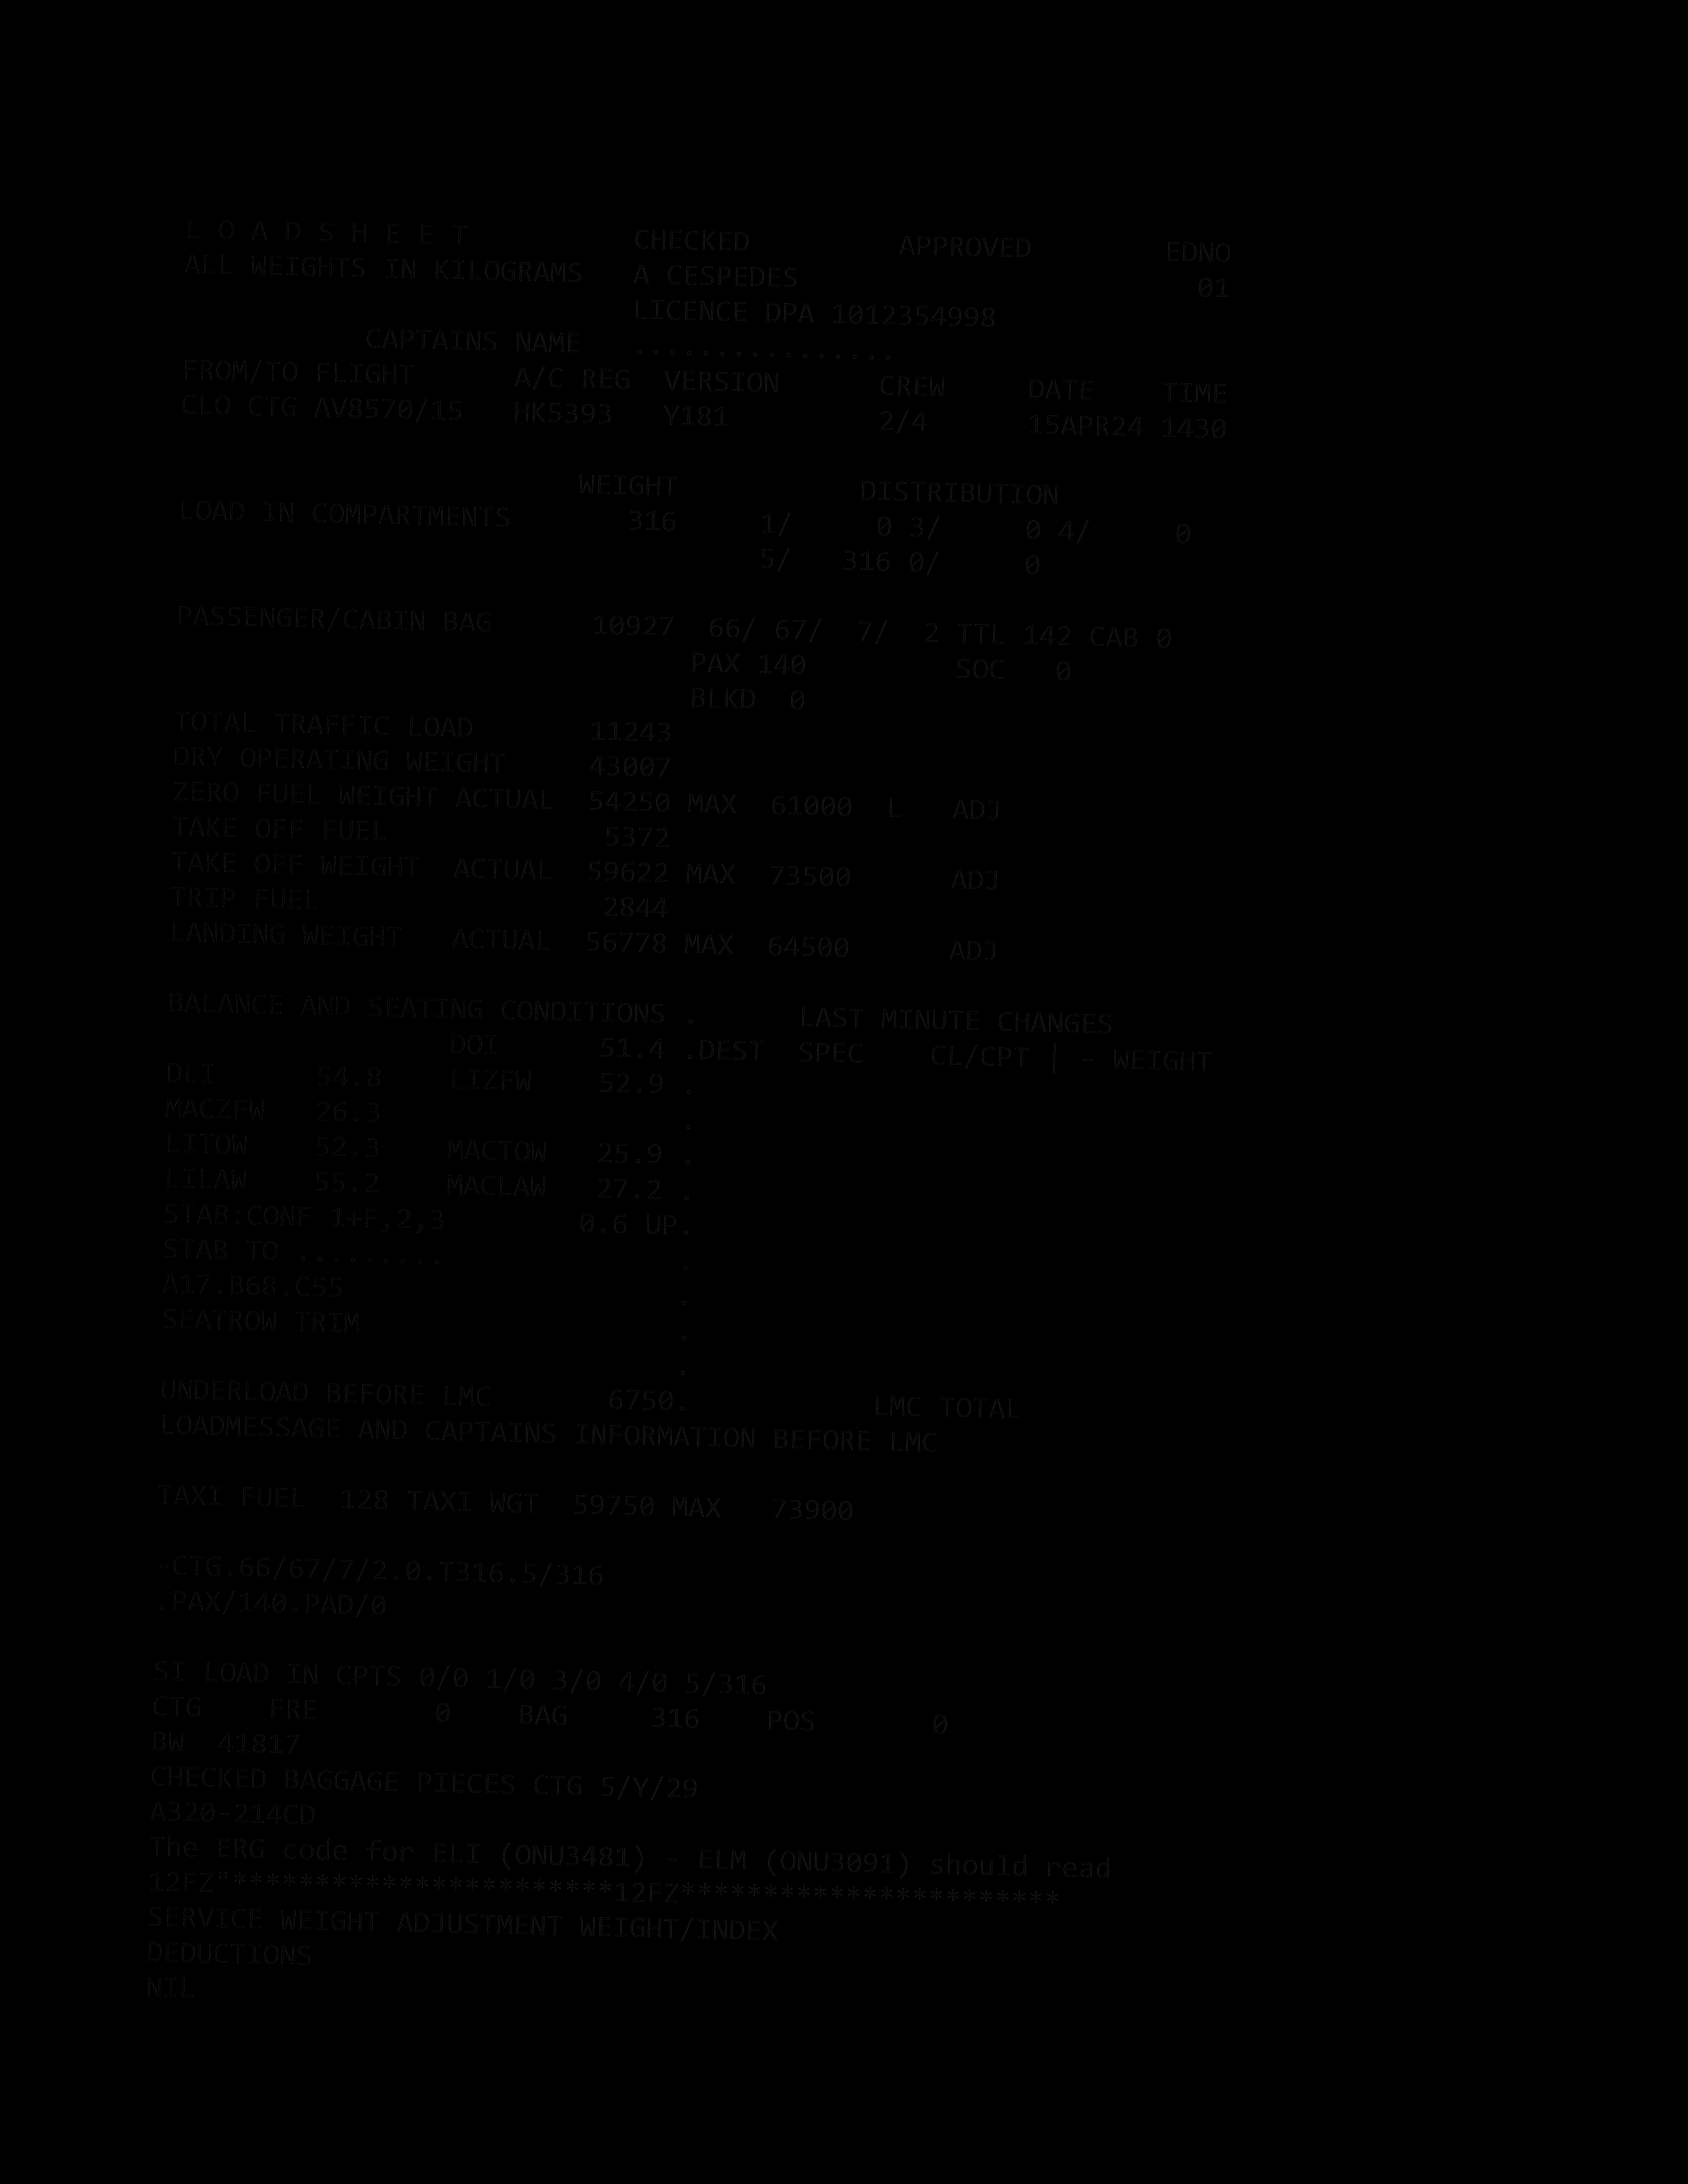 L O A D S H E E T          CHECKED         APPROVED        EDNO
ALL WEIGHTS IN KILOGRAMS   A CESPEDES                        01
                           LICENCE DPA 1012354998
           CAPTAINS NAME   ................
FROM/TO FLIGHT      A/C REG  VERSION      CREW     DATE    TIME
CLO CTG AV8570/15   HK5393   Y181         2/4      15APR24 1430
                        WEIGHT           DISTRIBUTION
LOAD IN COMPARTMENTS       316     1/     0 3/     0 4/     0
                                   5/   316 0/     0
PASSENGER/CABIN BAG      10927  66/ 67/  7/  2 TTL 142 CAB 0
                               PAX 140         SOC   0
                               BLKD  0
TOTAL TRAFFIC LOAD       11243
DRY OPERATING WEIGHT     43007
ZERO FUEL WEIGHT ACTUAL  54250 MAX  61000  L   ADJ
TAKE OFF FUEL             5372
TAKE OFF WEIGHT  ACTUAL  59622 MAX  73500      ADJ
TRIP FUEL                 2844
LANDING WEIGHT   ACTUAL  56778 MAX  64500      ADJ
BALANCE AND SEATING CONDITIONS .      LAST MINUTE CHANGES
                 DOI      51.4 .DEST  SPEC    CL/CPT | - WEIGHT
DLI      54.8    LIZFW    52.9 .
MACZFW   26.3                  .
LITOW    52.3    MACTOW   25.9 .
LILAW    55.2    MACLAW   27.2 .
STAB:CONF 1+F,2,3        0.6 UP.
STAB TO .........              .
A17.B68.C55                    .
SEATROW TRIM                   .
                               .
UNDERLOAD BEFORE LMC       6750.           LMC TOTAL
LOADMESSAGE AND CAPTAINS INFORMATION BEFORE LMC
TAXI FUEL  128 TAXI WGT  59750 MAX   73900
-CTG.66/67/7/2.0.T316.5/316
.PAX/140.PAD/0
SI LOAD IN CPTS 0/0 1/0 3/0 4/0 5/316
CTG    FRE       0    BAG     316    POS       0
BW  41817
CHECKED BAGGAGE PIECES CTG 5/Y/29
A320-214CD
The ERG code for ELI (ONU3481) - ELM (ONU3091) should read
12FZ"***********************12FZ***********************
SERVICE WEIGHT ADJUSTMENT WEIGHT/INDEX
DEDUCTIONS
NIL